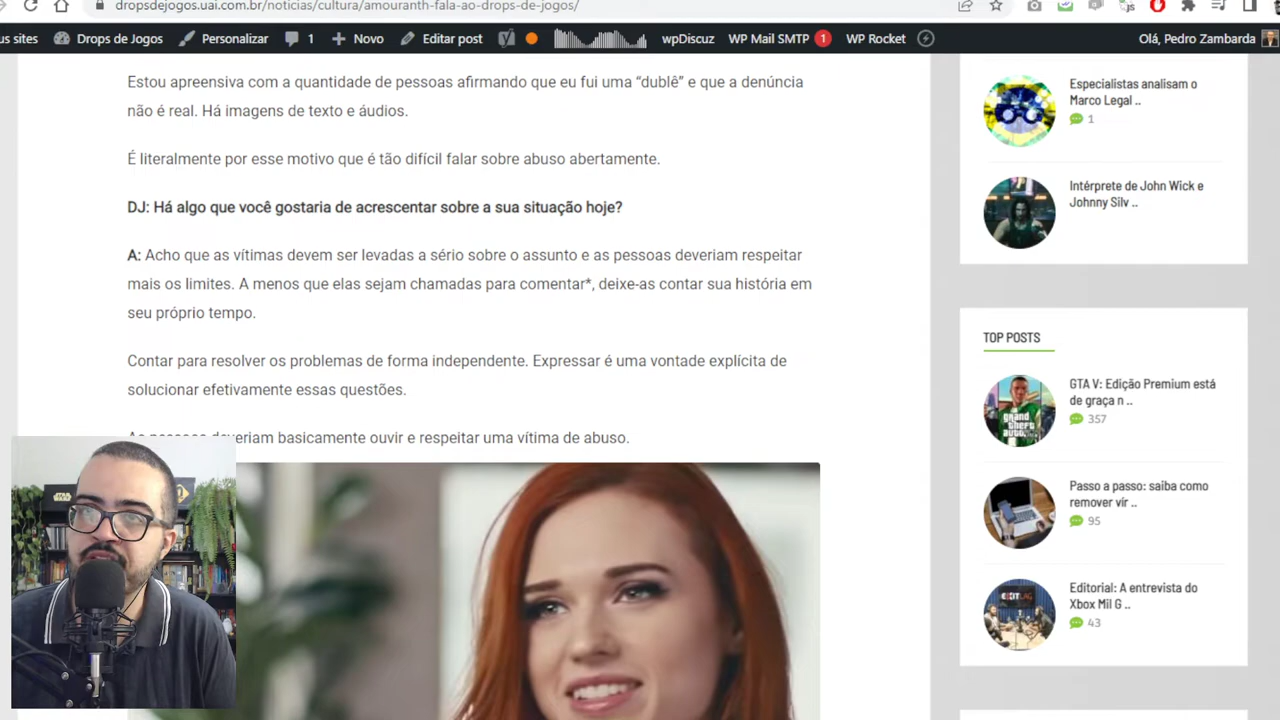 dropsdejogos.uai.com.br/noticias/cultura/amouranth-fala-ao-drops-de-jogos/
us sites Drops de Jogos Personalizar 1 Novo Editar post wpDiscuz WP Mail SMTP 1 WP Rocket Olá, Pedro Zambarda
Estou apreensiva com a quantidade de pessoas afirmando que eu fui uma “dublê” e que a denúncia
não é real. Há imagens de texto e áudios.
É literalmente por esse motivo que é tão difícil falar sobre abuso abertamente.
DJ: Há algo que você gostaria de acrescentar sobre a sua situação hoje?
A: Acho que as vítimas devem ser levadas a sério sobre o assunto e as pessoas deveriam respeitar
mais os limites. A menos que elas sejam chamadas para comentar*, deixe-as contar sua história em
seu próprio tempo.
Contar para resolver os problemas de forma independente. Expressar é uma vontade explícita de
solucionar efetivamente essas questões.
As pessoas deveriam basicamente ouvir e respeitar uma vítima de abuso.
Especialistas analisam o
Marco Legal ..
1
Intérprete de John Wick e
Johnny Silv ..
TOP POSTS
GTA V: Edição Premium está
de graça n ..
357
Passo a passo: saiba como
remover vír ..
95
Editorial: A entrevista do
Xbox Mil G ..
43
grand
theft
auto
EXITLAG
STAR
WARS